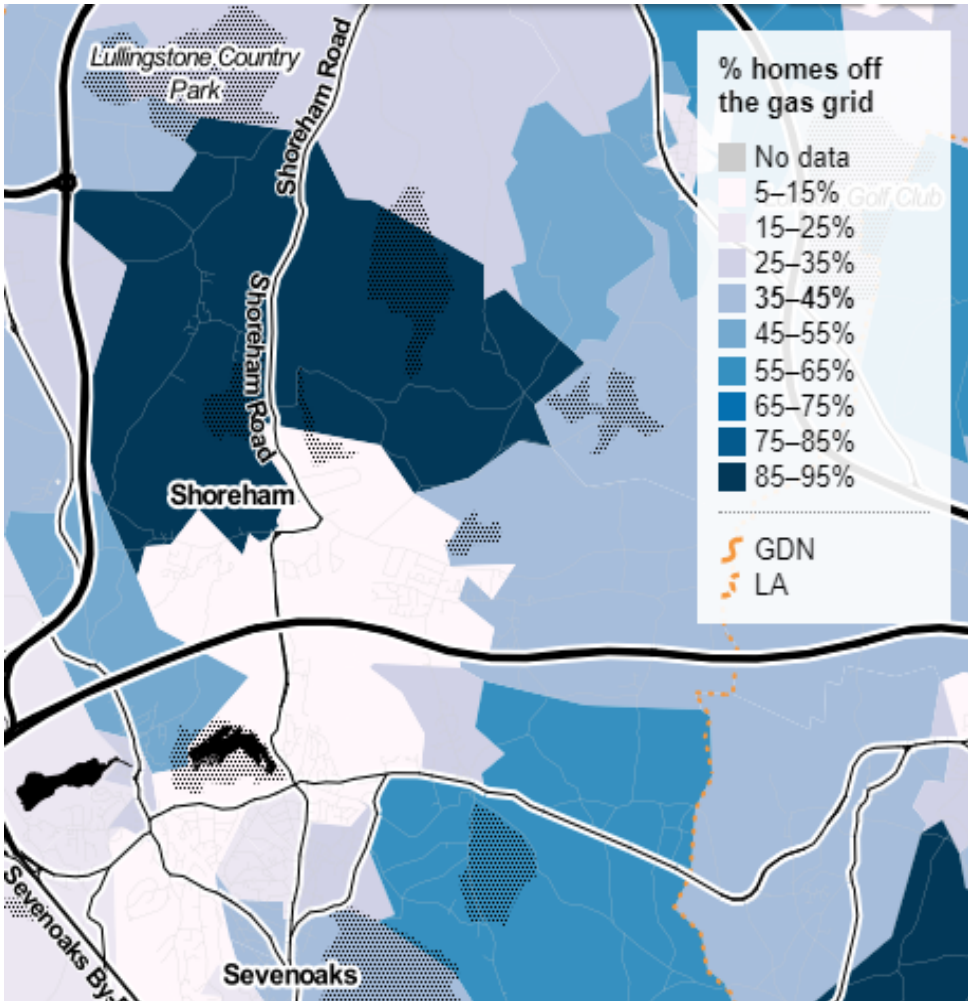 Lullingstone Country
Park
Shoreham Road
Shoreham Road
Shoreham
Sevenoaks
Sevenoaks By-
% homes off
the gas grid
No data
5–15%
15–25%
25–35%
35–45%
45–55%
55–65%
65–75%
75–85%
85–95%
GDN
LA
Golf Club